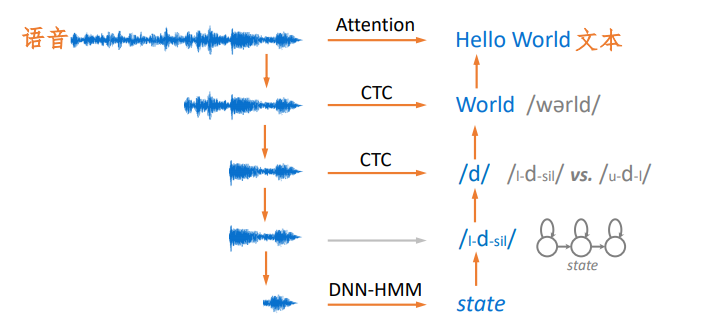 语音 Attention Hello World 文本
CTC World /wərld/
CTC /d/ /l-d-sil/ vs. /u-d-l/
/l-d-sil/
state
DNN-HMM state